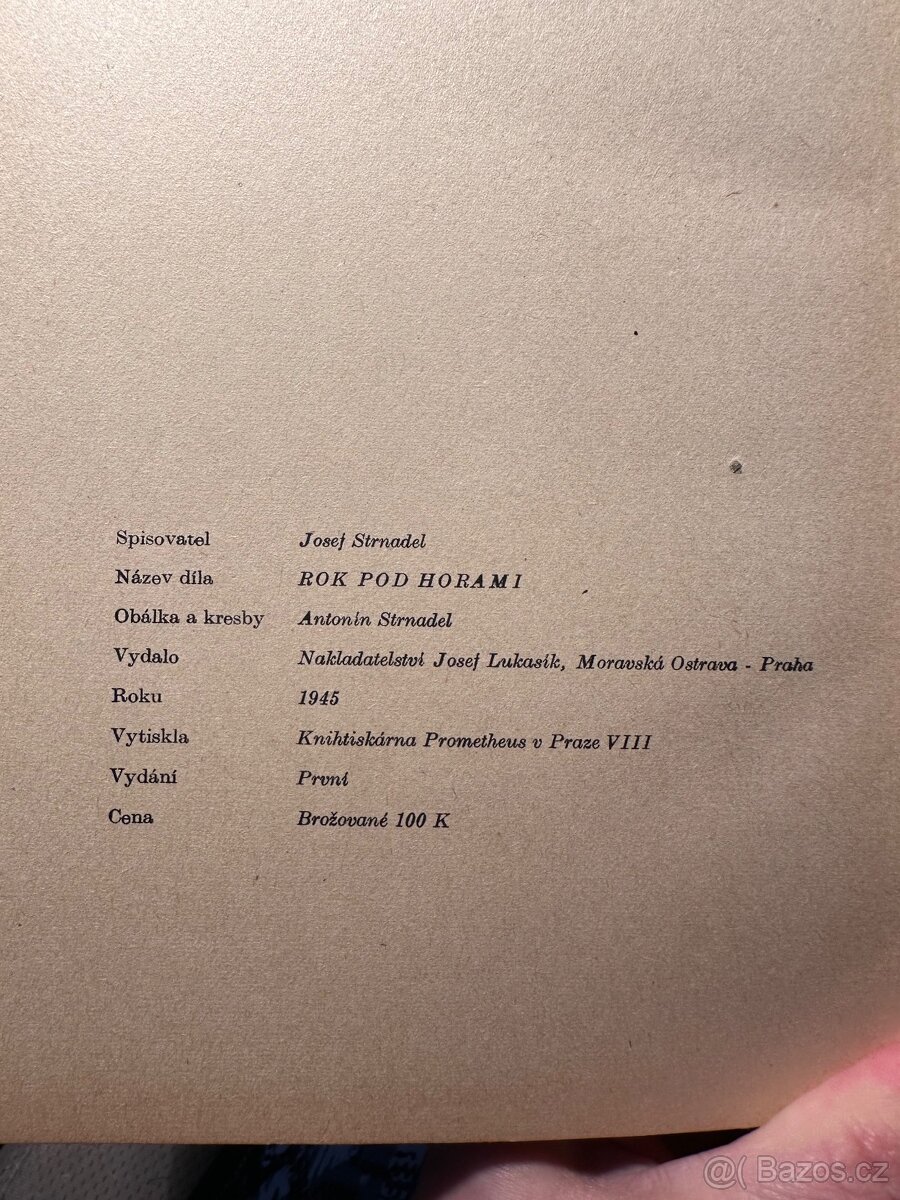 Spisovatel Josef Strnadel
Název díla ROK POD HORAMI
Obálka a kresby Antonín Strnadel
Vydalo Nakladatelství Josef Lukasík, Moravská Ostrava - Praha
Roku 1945
Vytiskla Knihtiskárna Prometheus v Praze VIII
Vydání První
Cena Brožované 100 K
@( Bazos.cz